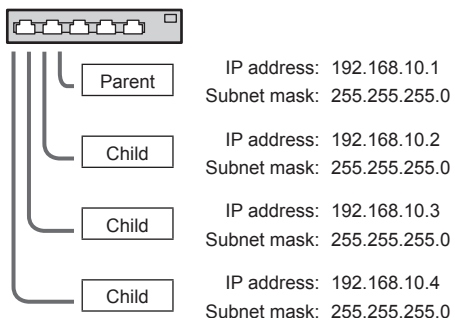 Parent
IP address: 192.168.10.1
Subnet mask: 255.255.255.0
Child
IP address: 192.168.10.2
Subnet mask: 255.255.255.0
Child
IP address: 192.168.10.3
Subnet mask: 255.255.255.0
Child
IP address: 192.168.10.4
Subnet mask: 255.255.255.0